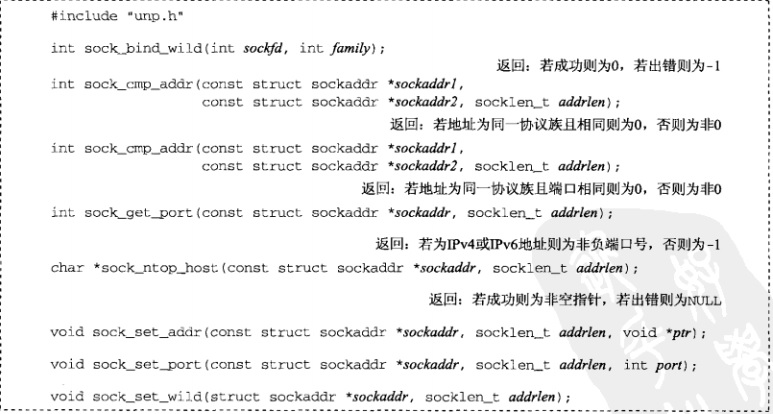 #include "unp.h"
int sock_bind_wild(int sockfd, int family);
返回：若成功则为0，若出错则为-1
int sock_cmp_addr(const struct sockaddr *sockaddr1,
const struct sockaddr *sockaddr2, socklen_t addrlen);
返回：若地址为同一协议族且相同则为0，否则为非0
int sock_cmp_addr(const struct sockaddr *sockaddr1,
const struct sockaddr *sockaddr2, socklen_t addrlen);
返回：若地址为同一协议族且端口相同则为0，否则为非0
int sock_get_port(const struct sockaddr *sockaddr, socklen_t addrlen);
返回：若为IPv4或IPv6地址则为非负端口号，否则为-1
char *sock_ntop_host(const struct sockaddr *sockaddr, socklen_t addrlen);
返回：若成功则为非空指针，若出错则为NULL
void sock_set_addr(const struct sockaddr *sockaddr, socklen_t addrlen, void *ptr);
void sock_set_port(const struct sockaddr *sockaddr, socklen_t addrlen, int port);
void sock_set_wild(struct sockaddr *sockaddr, socklen_t addrlen);